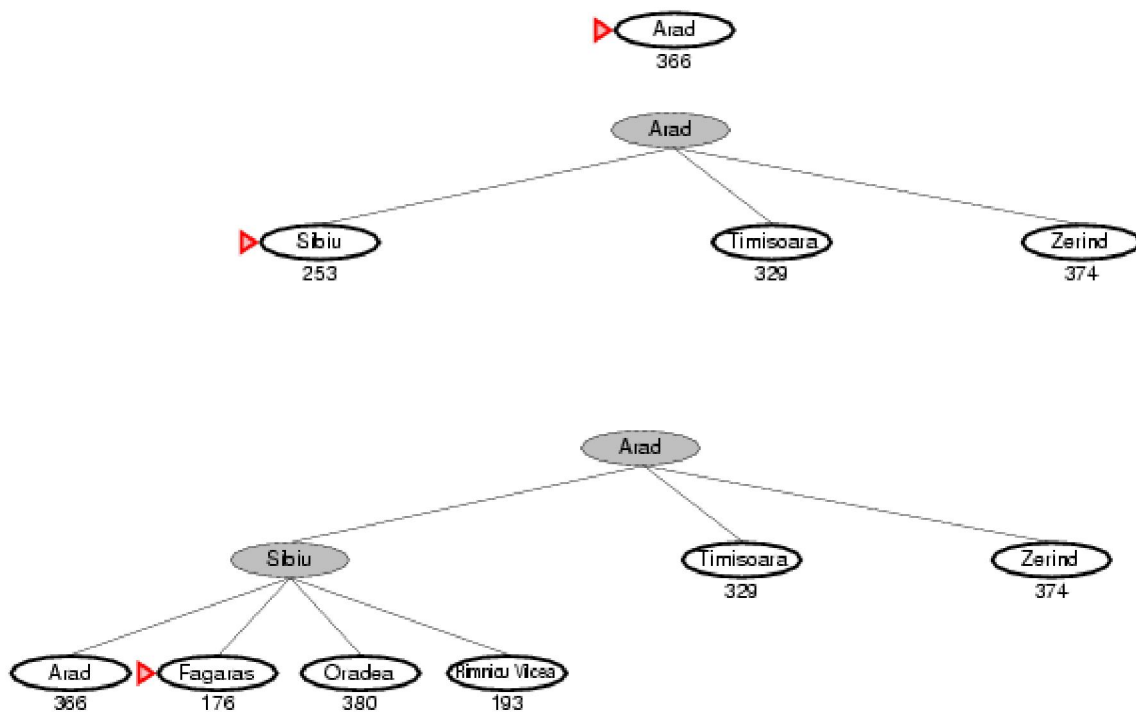 Arad
366
Arad
Sibiu Timisoara Zerind
253 329 374
Arad
Sibiu Timisoara Zerind
329 374
Arad Fagaras Oradea Rimnicu Vilcea
366 176 380 193